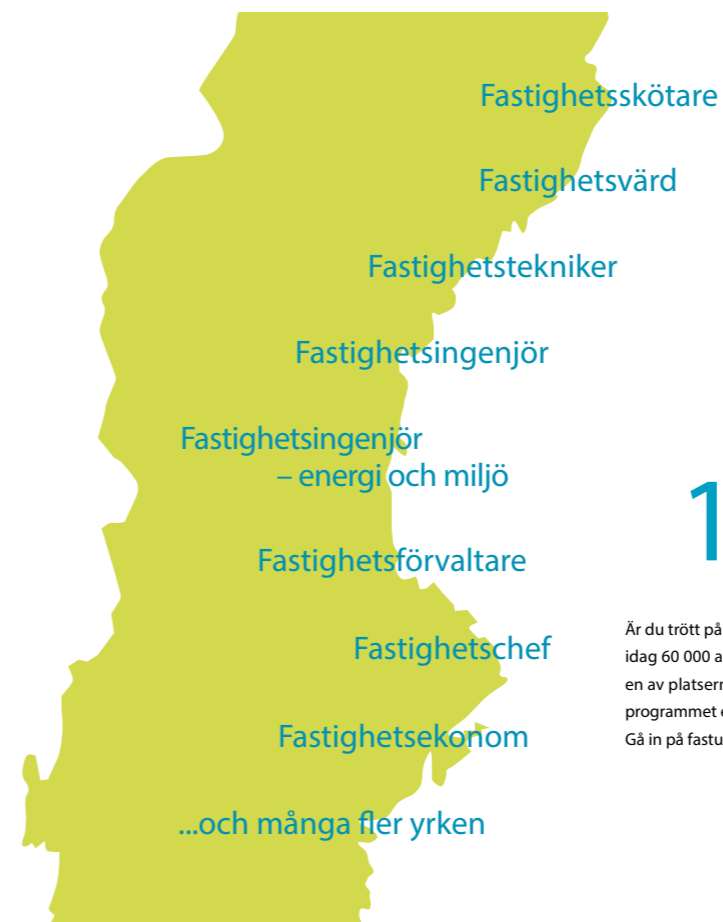 Fastighetsskötare
Fastighetsvärd
Fastighetstekniker
Fastighetsingenjör
Fastighetsingenjör
– energi och miljö
Fastighetsförvaltare
Fastighetschef
Fastighetsekonom
...och många fler yrken
1
Är du trött på
idag 60 000 a
en av platsern
programmet e
Gå in på fastu